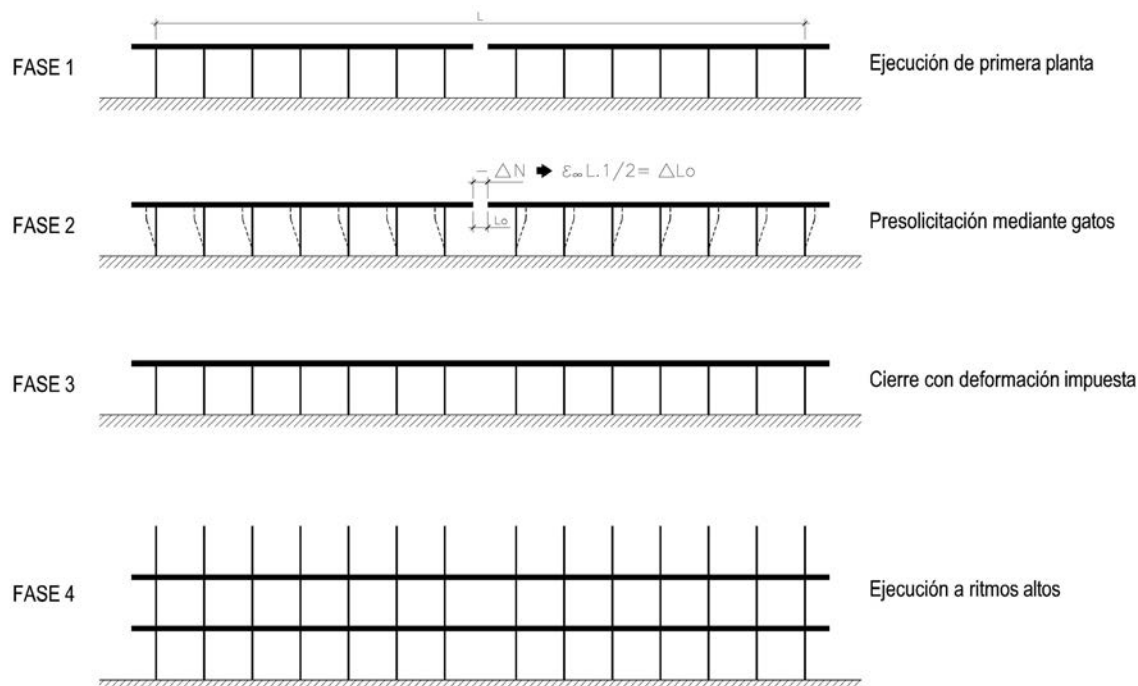 L
FASE 1
Ejecución de primera planta
- △N ➡ ε∞ L.1/2= △Lo
FASE 2
Lo
Presolicitación mediante gatos
FASE 3
Cierre con deformación impuesta
FASE 4
Ejecución a ritmos altos